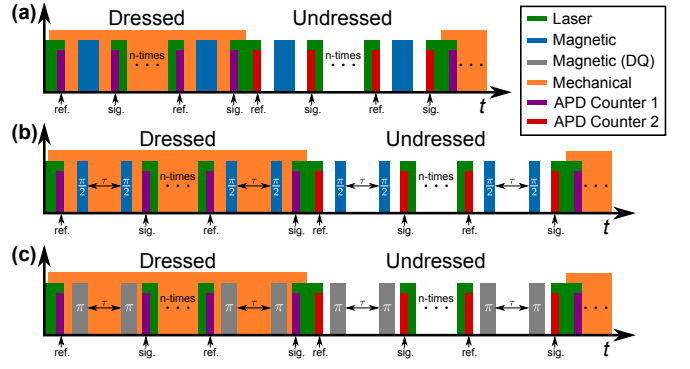 (a)
Dressed
Undressed
n-times
n-times
ref.
sig.
ref.
sig.
ref.
sig.
ref.
sig.
t
Laser
Magnetic
Magnetic (DQ)
Mechanical
APD Counter 1
APD Counter 2
(b)
Dressed
Undressed
π/2 τ π/2
n-times
π/2 τ π/2
π/2 τ π/2
n-times
π/2 τ π/2
ref.
sig.
ref.
sig.
ref.
sig.
ref.
sig.
t
(c)
Dressed
Undressed
π τ π
n-times
π τ π
π τ π
n-times
π τ π
ref.
sig.
ref.
sig.
ref.
sig.
ref.
sig.
t